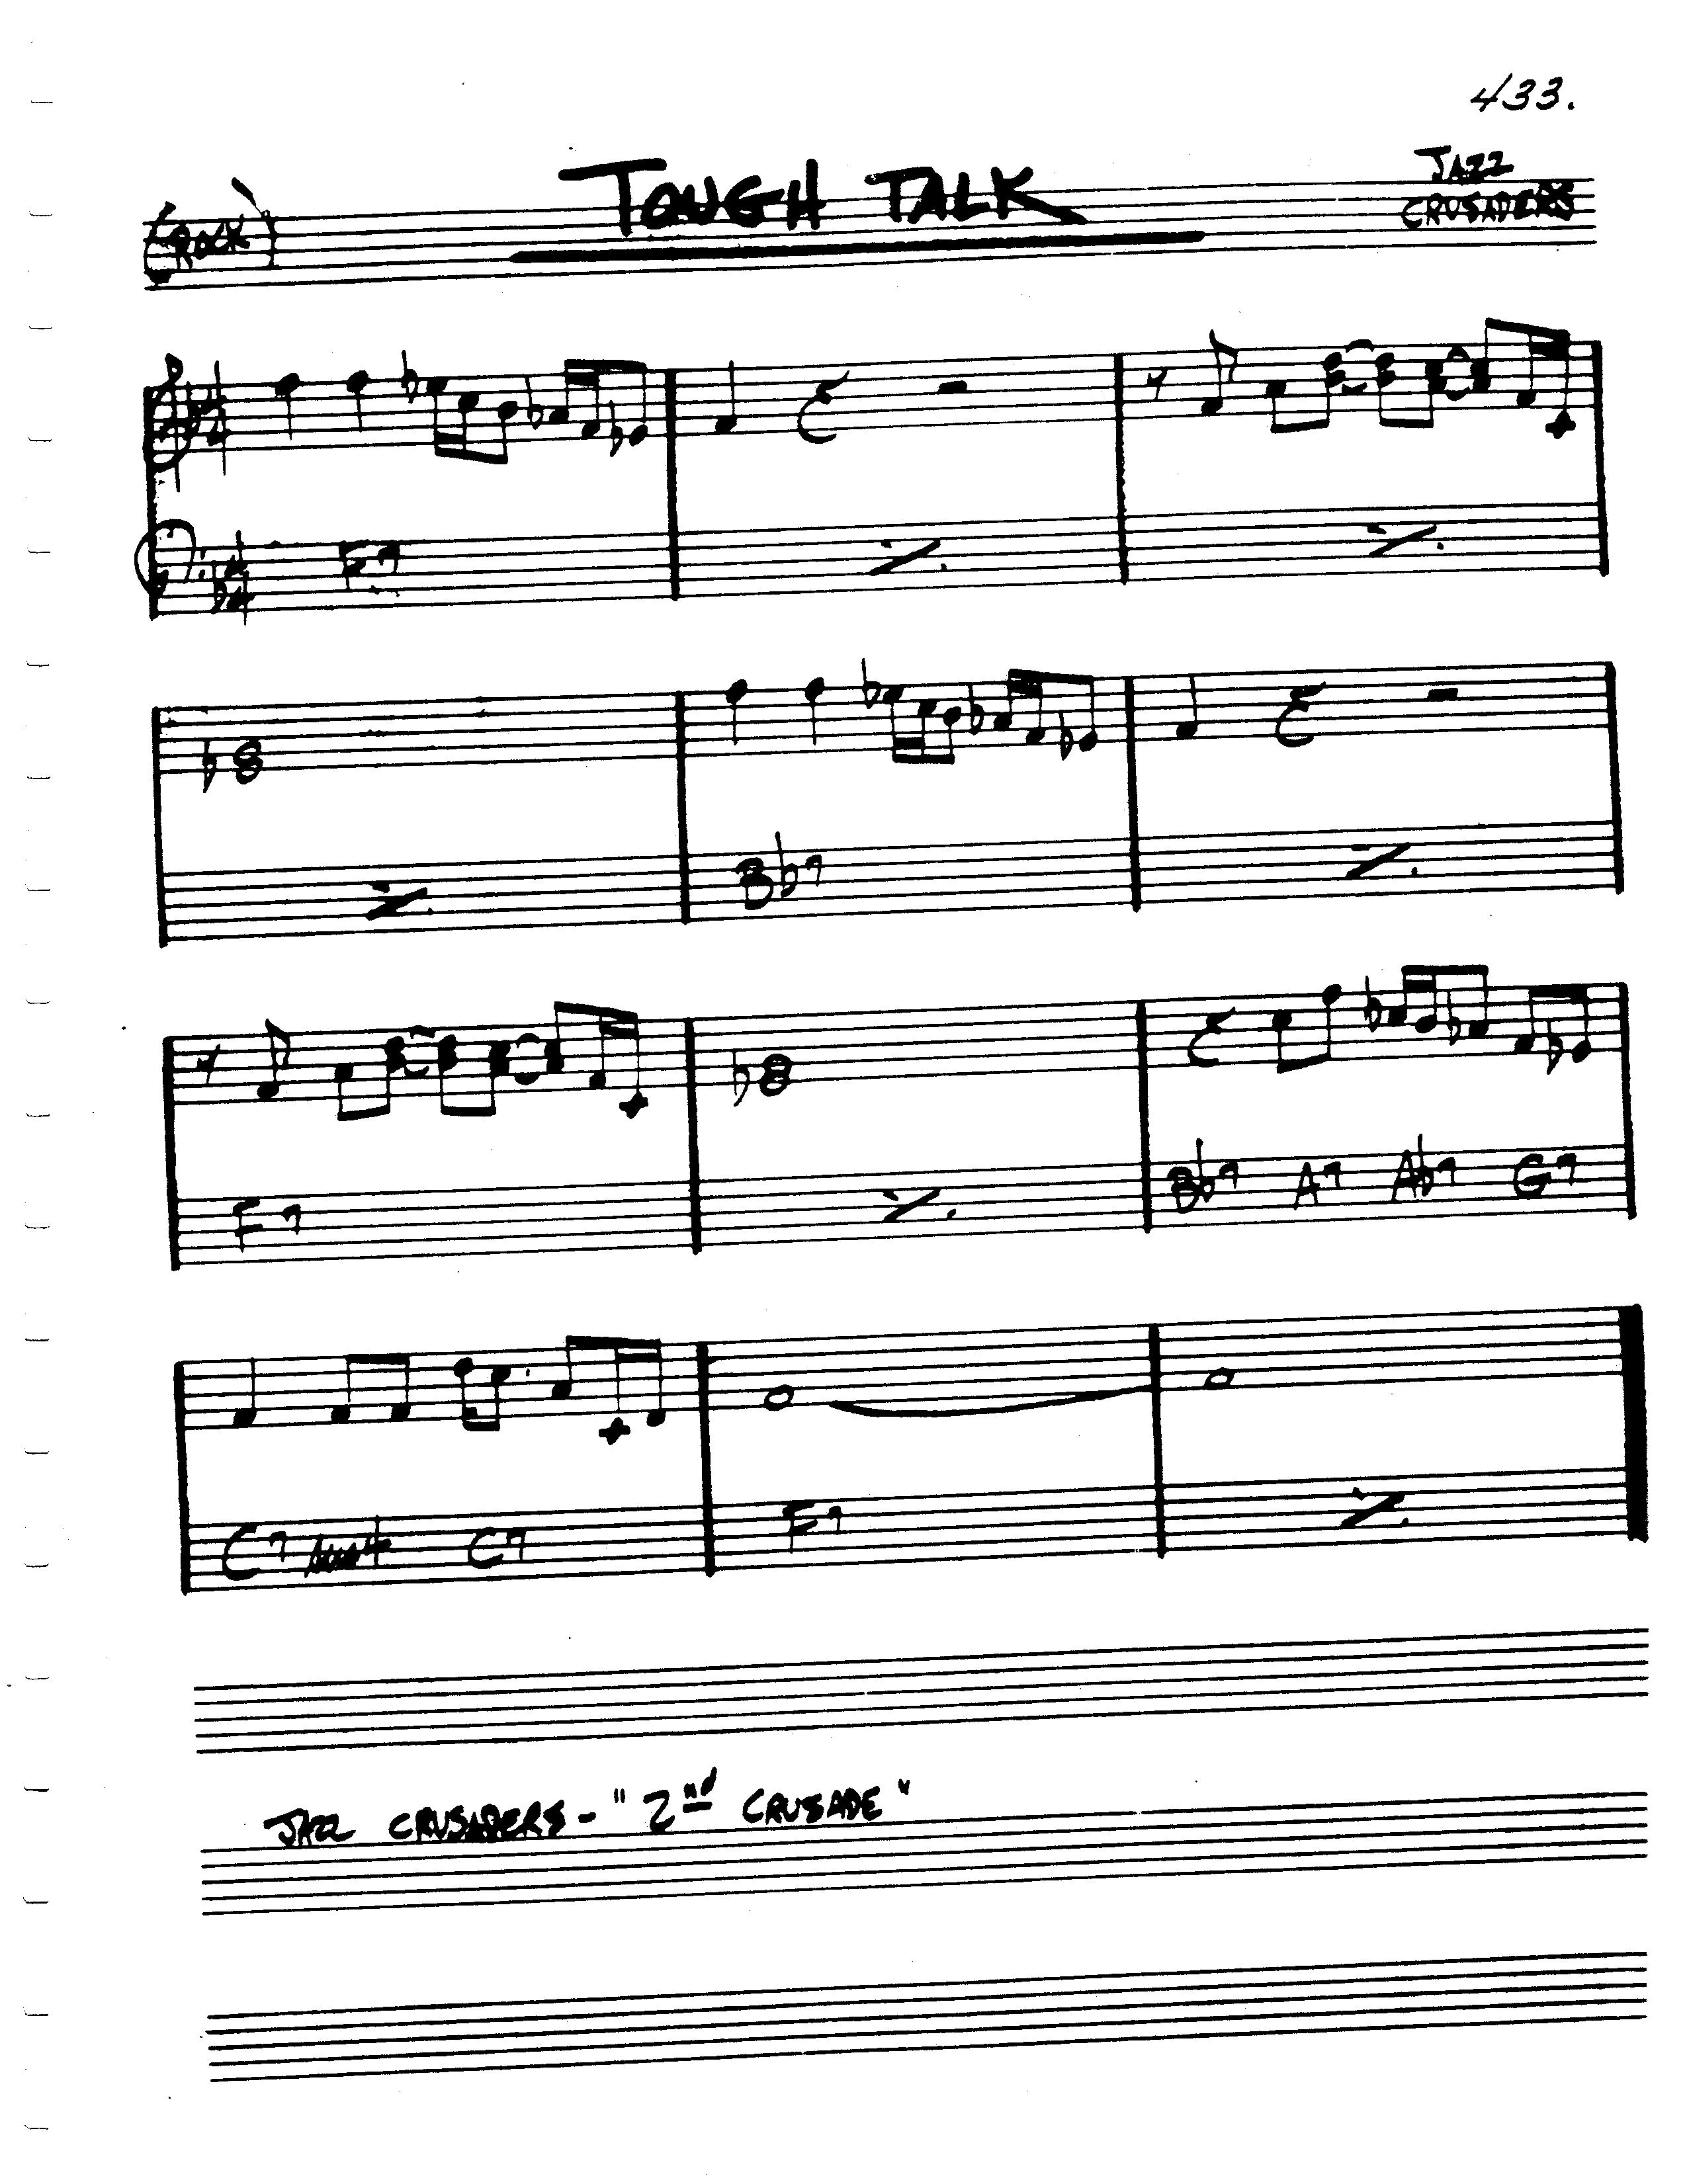 433.
TOUGH TALK
JAZZ
CRUSADERS
(ROCK)
F7
Bb7
F7
Bb7 A7 Ab7 G7
C7 C7 F7
JAZZ CRUSADERS - "2nd CRUSADE"